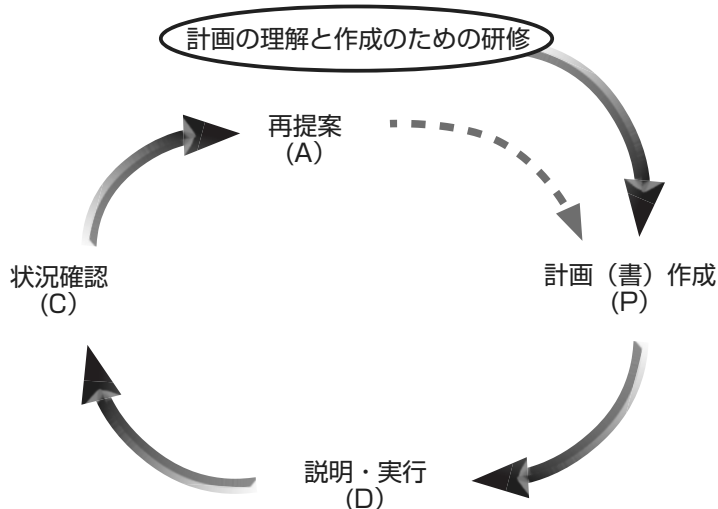 計画の理解と作成のための研修
再提案
(A)
計画（書）作成
(P)
説明・実行
(D)
状況確認
(C)